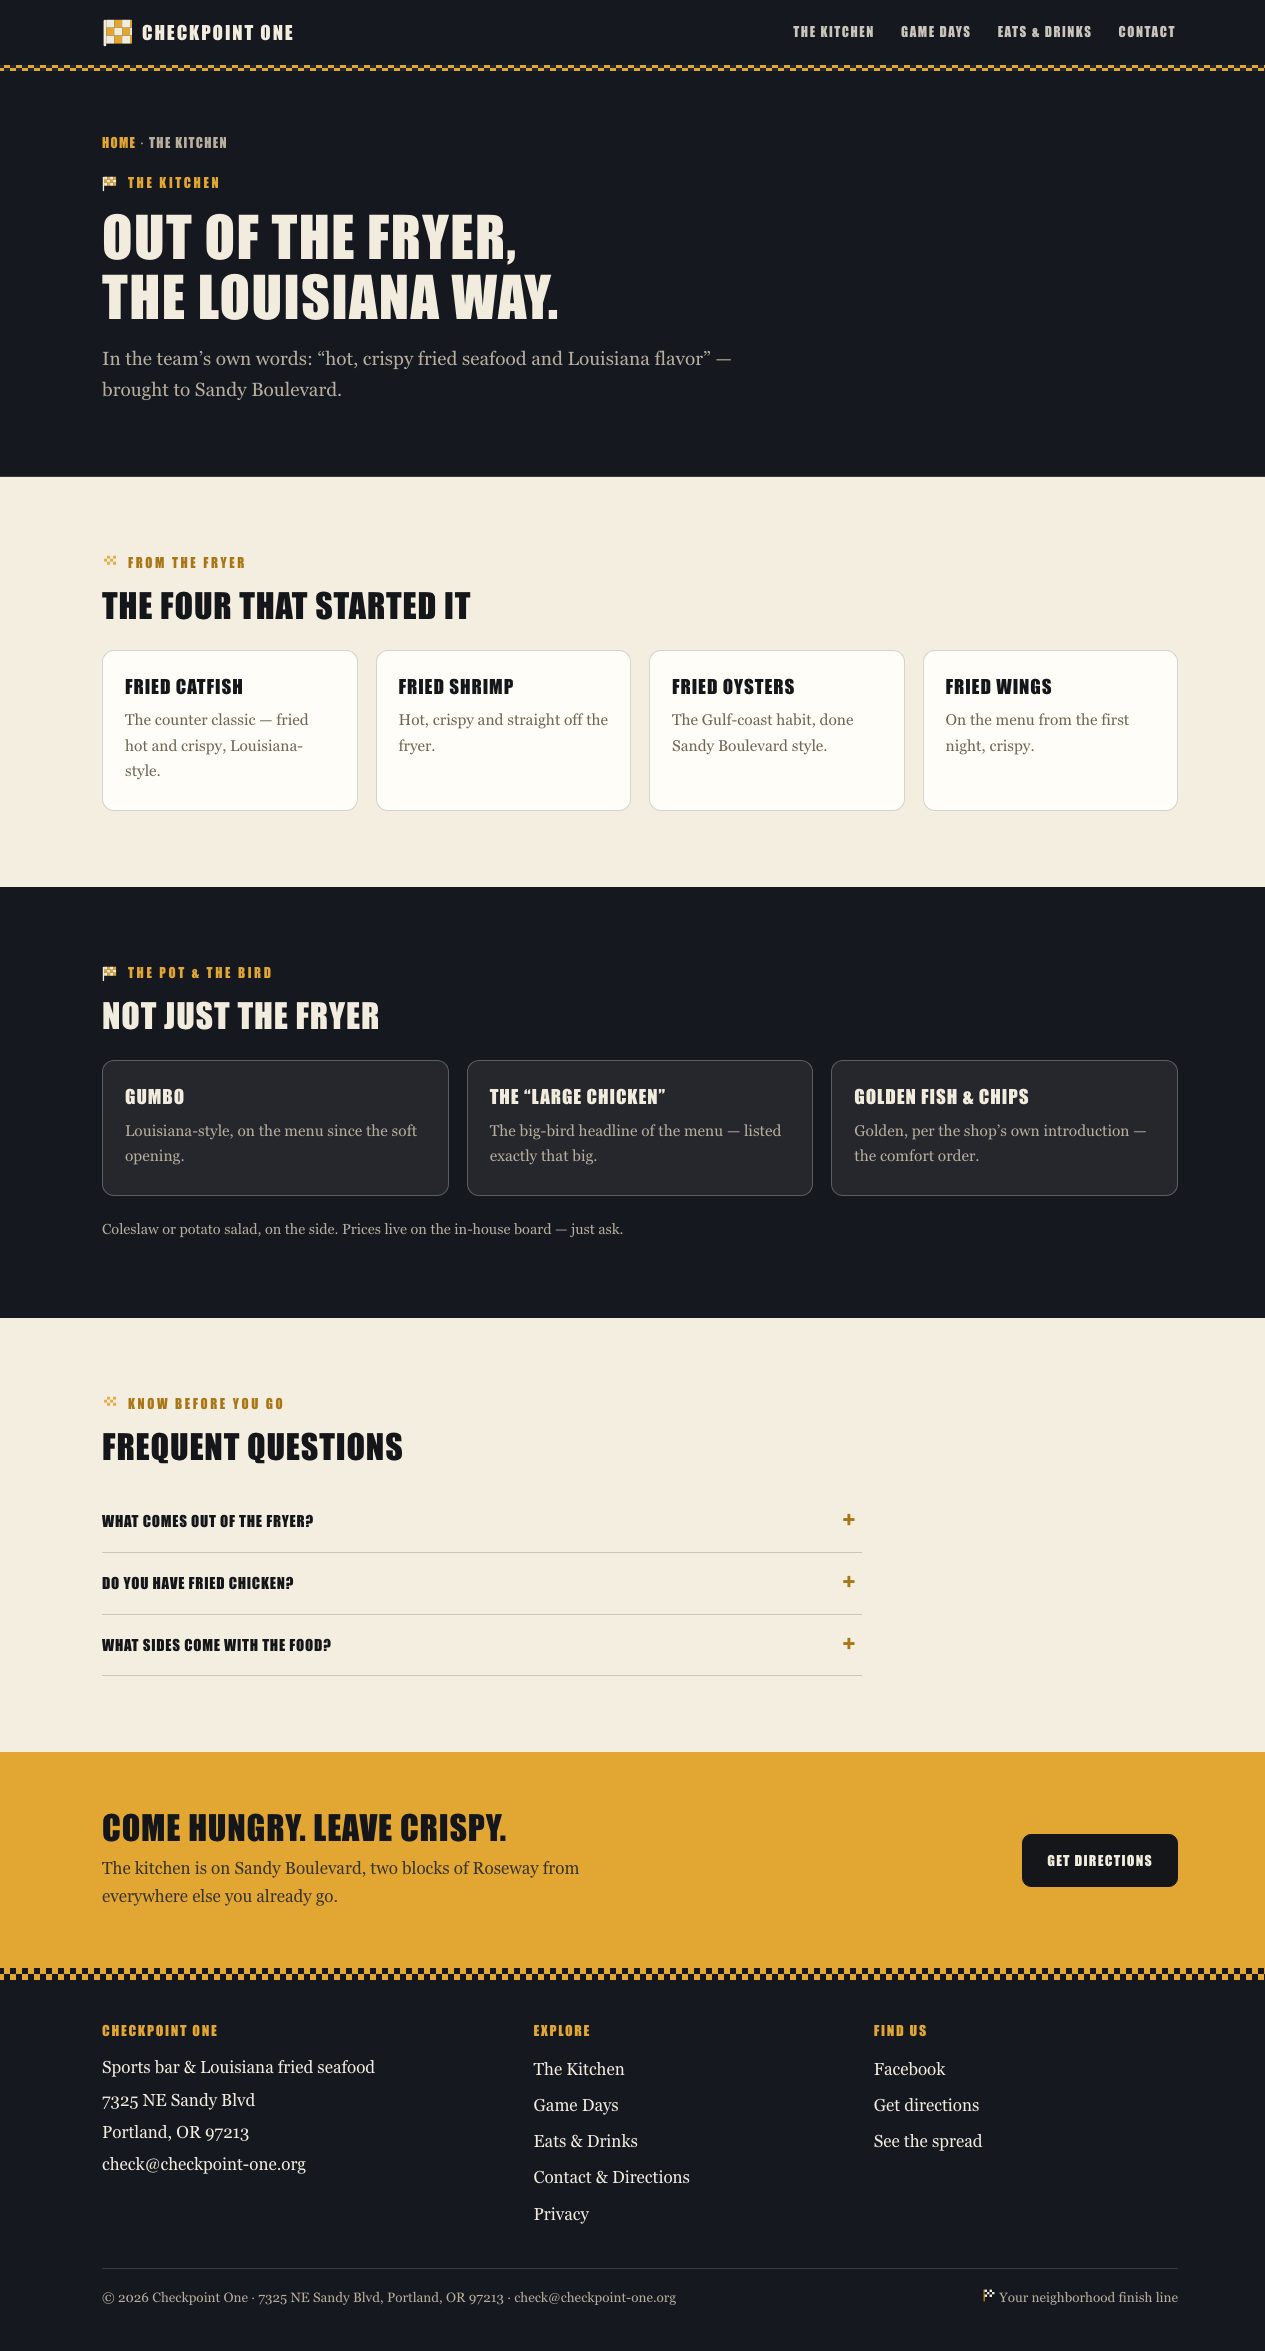 CHECKPOINT ONE
THE KITCHEN GAME DAYS EATS & DRINKS CONTACT
HOME · THE KITCHEN
THE KITCHEN
OUT OF THE FRYER,
THE LOUISIANA WAY.
In the team’s own words: “hot, crispy fried seafood and Louisiana flavor” —
brought to Sandy Boulevard.
FROM THE FRYER
THE FOUR THAT STARTED IT
FRIED CATFISH
The counter classic — fried
hot and crispy, Louisiana-
style.
FRIED SHRIMP
Hot, crispy and straight off the
fryer.
FRIED OYSTERS
The Gulf-coast habit, done
Sandy Boulevard style.
FRIED WINGS
On the menu from the first
night, crispy.
THE POT & THE BIRD
NOT JUST THE FRYER
GUMBO
Louisiana-style, on the menu since the soft
opening.
THE “LARGE CHICKEN”
The big-bird headline of the menu — listed
exactly that big.
GOLDEN FISH & CHIPS
Golden, per the shop’s own introduction —
the comfort order.
Coleslaw or potato salad, on the side. Prices live on the in-house board — just ask.
KNOW BEFORE YOU GO
FREQUENT QUESTIONS
WHAT COMES OUT OF THE FRYER? +
DO YOU HAVE FRIED CHICKEN? +
WHAT SIDES COME WITH THE FOOD? +
COME HUNGRY. LEAVE CRISPY.
The kitchen is on Sandy Boulevard, two blocks of Roseway from
everywhere else you already go.
GET DIRECTIONS
CHECKPOINT ONE
Sports bar & Louisiana fried seafood
7325 NE Sandy Blvd
Portland, OR 97213
check@checkpoint-one.org
EXPLORE
The Kitchen
Game Days
Eats & Drinks
Contact & Directions
Privacy
FIND US
Facebook
Get directions
See the spread
© 2026 Checkpoint One · 7325 NE Sandy Blvd, Portland, OR 97213 · check@checkpoint-one.org
Your neighborhood finish line